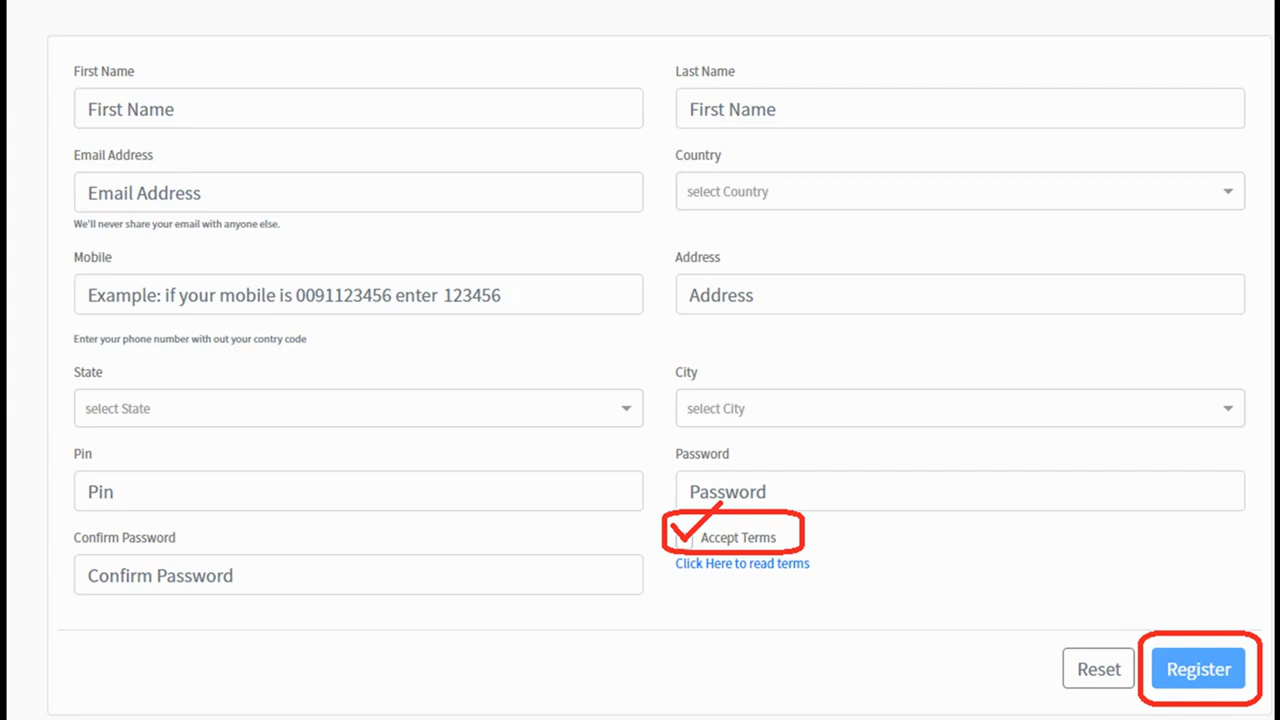 First Name
Last Name
First Name
First Name
Email Address
Country
Email Address
select Country
We'll never share your email with anyone else.
Mobile
Address
Example: if your mobile is 0091123456 enter 123456
Address
Enter your phone number with out your contry code
State
City
select State
select City
Pin
Password
Pin
Password
Confirm Password
Accept Terms
Confirm Password
Click Here to read terms
Reset
Register